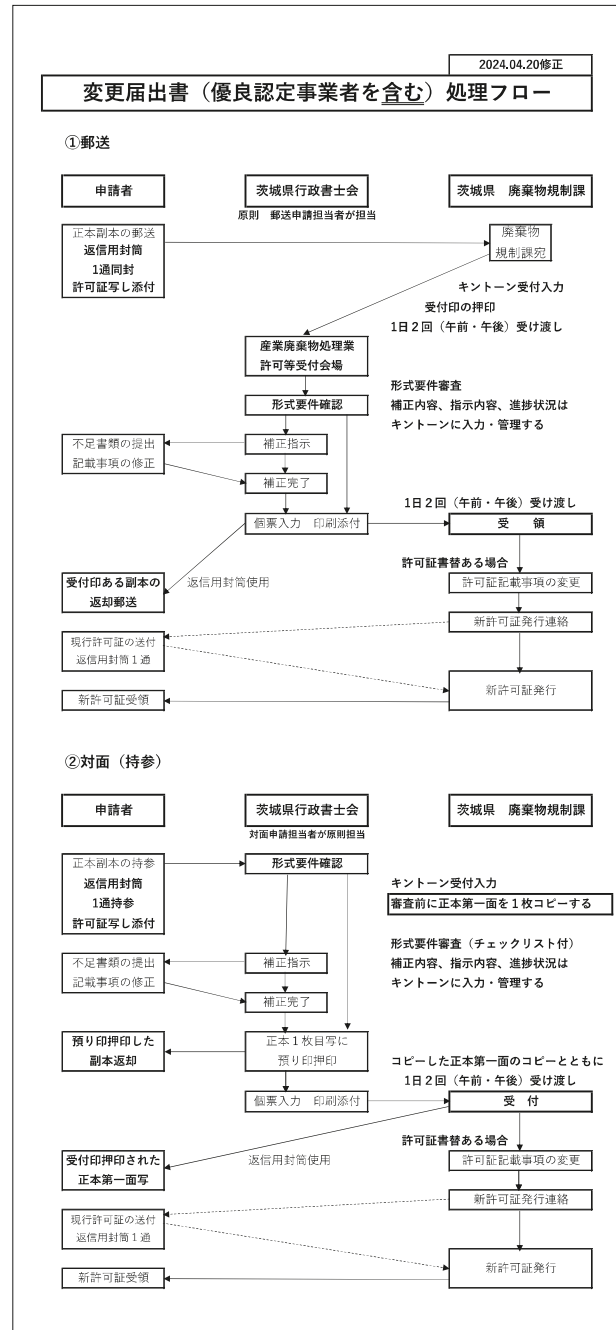 2024.04.20修正
変更届出書（優良認定事業者を含む）処理フロー
①郵送
申請者
茨城県行政書士会
茨城県　廃棄物規制課
原則　郵送申請担当者が担当
正本副本の郵送
返信用封筒
1通同封
許可証写し添付
廃棄物
規制課宛
キントーン受付入力
受付印の押印
1日２回（午前・午後）受け渡し
産業廃棄物処理業
許可等受付会場
形式要件確認
形式要件審査
補正内容、指示内容、進捗状況は
キントーンに入力・管理する
不足書類の提出
記載事項の修正
補正指示
補正完了
1日２回（午前・午後）受け渡し
個票入力　印刷添付
受　領
許可証書替ある場合
受付印ある副本の
返却郵送
返信用封筒使用
許可証記載事項の変更
新許可証発行連絡
現行許可証の送付
返信用封筒１通
新許可証発行
新許可証受領
②対面（持参）
申請者
茨城県行政書士会
茨城県　廃棄物規制課
対面申請担当者が原則担当
正本副本の持参
返信用封筒
1通持参
許可証写し添付
形式要件確認
キントーン受付入力
審査前に正本第一面を１枚コピーする
形式要件審査（チェックリスト付）
補正内容、指示内容、進捗状況は
キントーンに入力・管理する
不足書類の提出
記載事項の修正
補正指示
補正完了
預り印押印した
副本返却
正本１枚目写に
預り印押印
コピーした正本第一面のコピーとともに
1日２回（午前・午後）受け渡し
個票入力　印刷添付
受　付
許可証書替ある場合
受付印押印された
正本第一面写
返信用封筒使用
許可証記載事項の変更
新許可証発行連絡
現行許可証の送付
返信用封筒１通
新許可証発行
新許可証受領